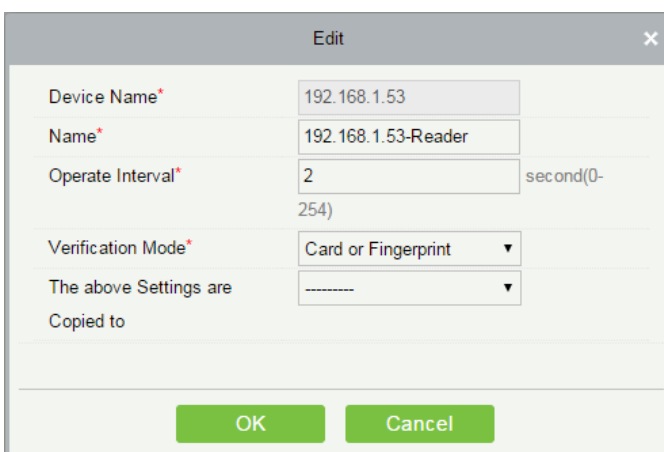 Edit ×
Device Name* 192.168.1.53
Name* 192.168.1.53-Reader
Operate Interval* 2 second(0-
254)
Verification Mode* Card or Fingerprint ▼
The above Settings are --------- ▼
Copied to
OK Cancel